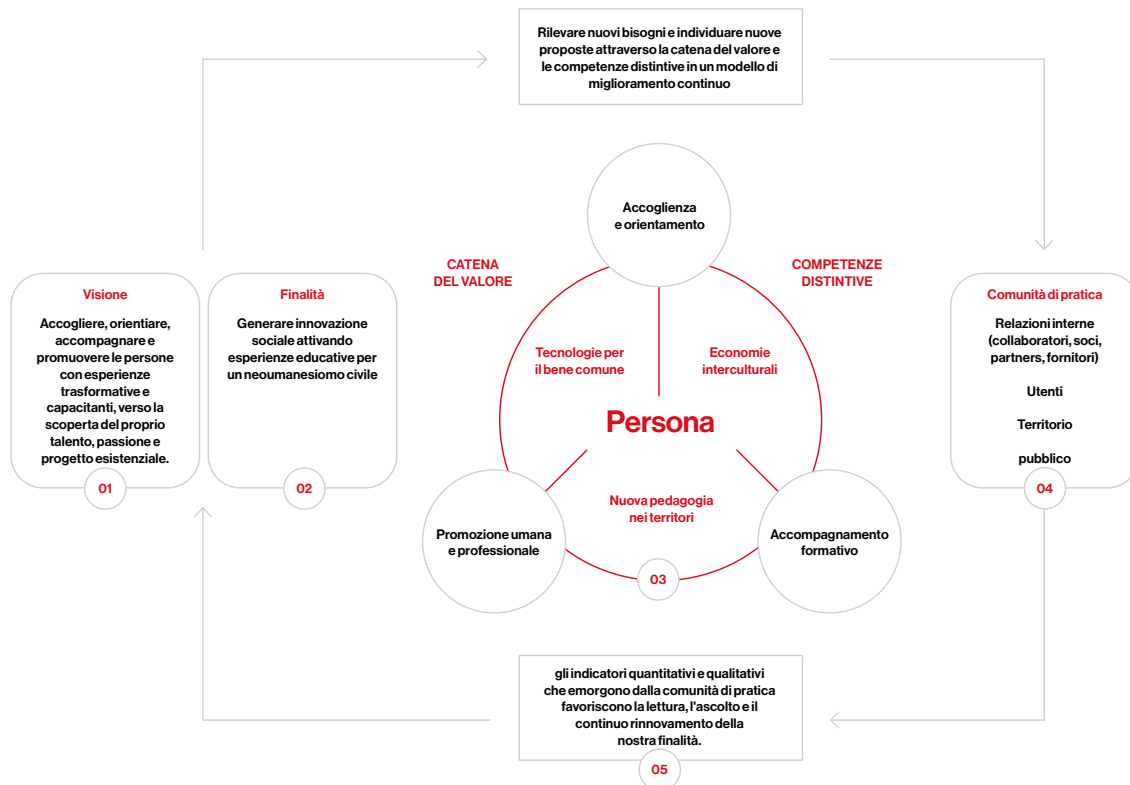 Rilevare nuovi bisogni e individuare nuove
proposte attraverso la catena del valore e
le competenze distintive in un modello di
miglioramento continuo
Visione
Accogliere, orientiare,
accompagnare e
promuovere le persone
con esperienze
trasformative e
capacitanti, verso la
scoperta del proprio
talento, passione e
progetto esistenziale.
01
Finalità
Generare innovazione
sociale attivando
esperienze educative per
un neoumanesiomo civile
02
Accoglienza
e orientamento
CATENA
DEL VALORE
COMPETENZE
DISTINTIVE
Tecnologie per
il bene comune
Economie
interculturali
Persona
Nuova pedagogia
nei territori
Promozione umana
e professionale
Accompagnamento
formativo
03
Comunità di pratica
Relazioni interne
(collaboratori, soci,
partners, fornitori)
Utenti
Territorio
pubblico
04
gli indicatori quantitativi e qualitativi
che emorgono dalla comunità di pratica
favoriscono la lettura, l'ascolto e il
continuo rinnovamento della
nostra finalità.
05